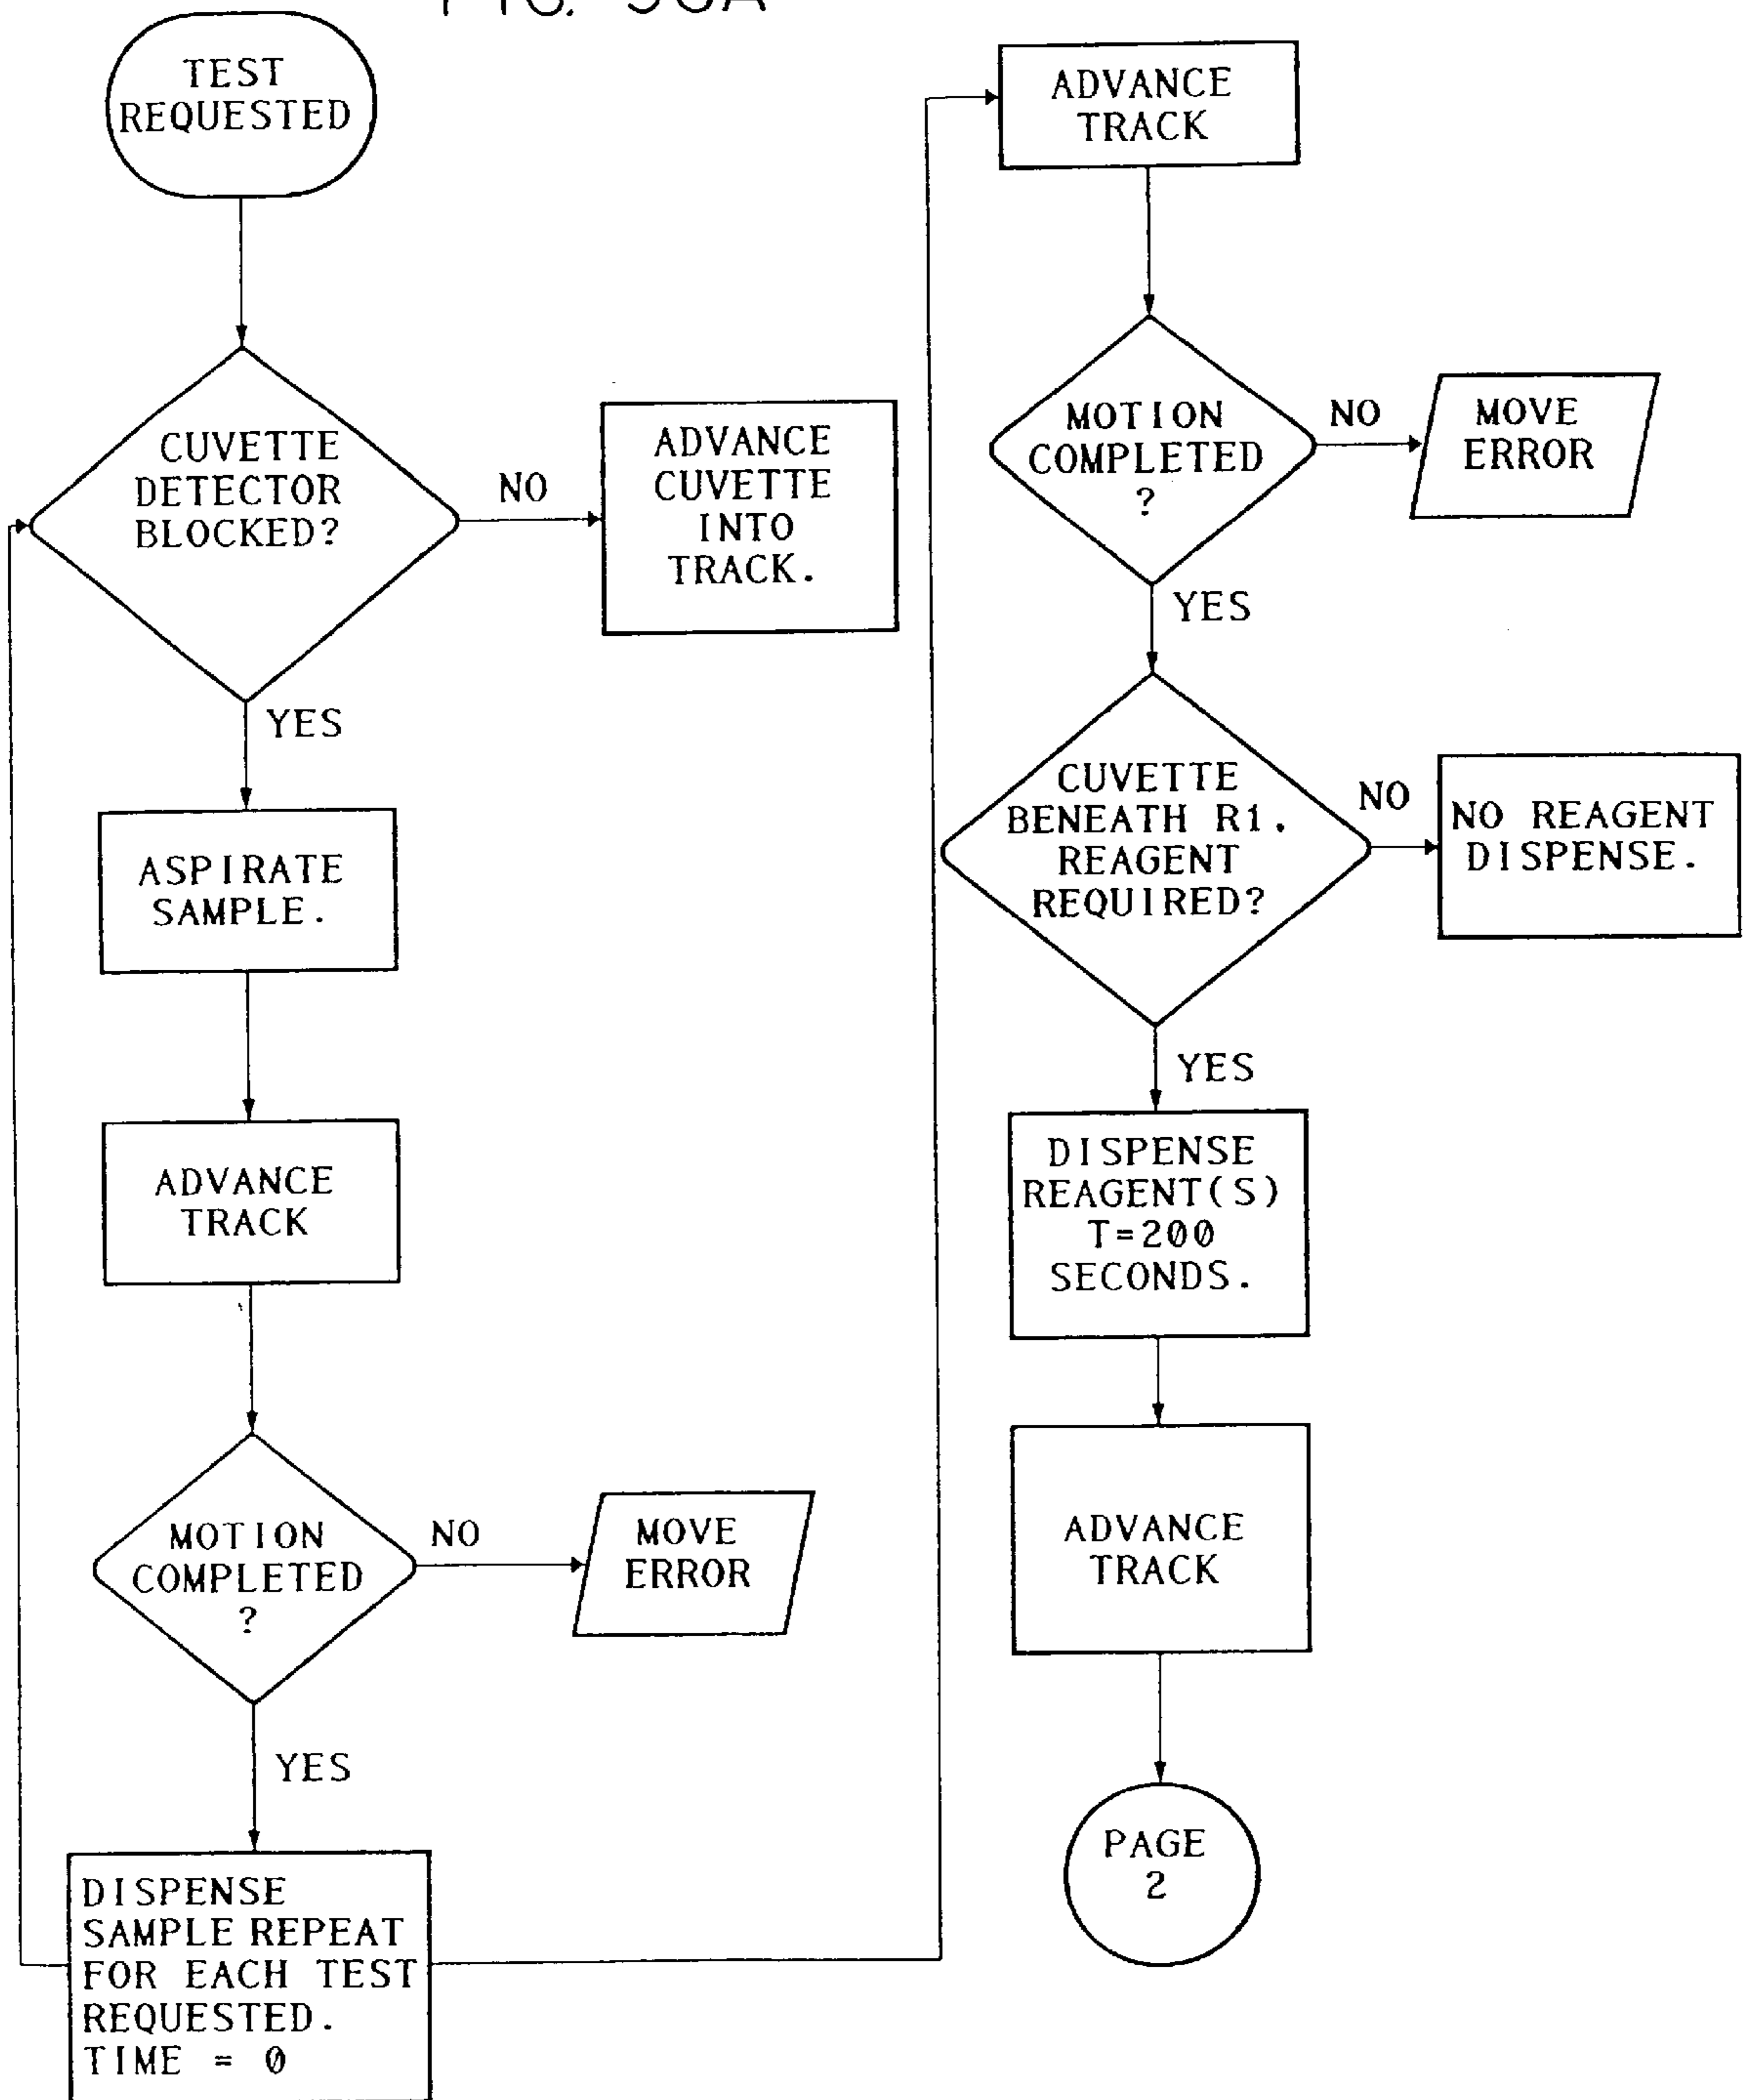 TEST
REQUESTED
CUVETTE
DETECTOR
BLOCKED?
NO
ADVANCE
CUVETTE
INTO
TRACK.
YES
ASPIRATE
SAMPLE.
ADVANCE
TRACK
MOTION
COMPLETED
?
NO
MOVE
ERROR
YES
DISPENSE
SAMPLE REPEAT
FOR EACH TEST
REQUESTED.
TIME = 0
ADVANCE
TRACK
MOTION
COMPLETED
?
NO
MOVE
ERROR
YES
CUVETTE
BENEATH R1.
REAGENT
REQUIRED?
NO
NO REAGENT
DISPENSE.
YES
DISPENSE
REAGENT(S)
T=200
SECONDS.
ADVANCE
TRACK
PAGE
2